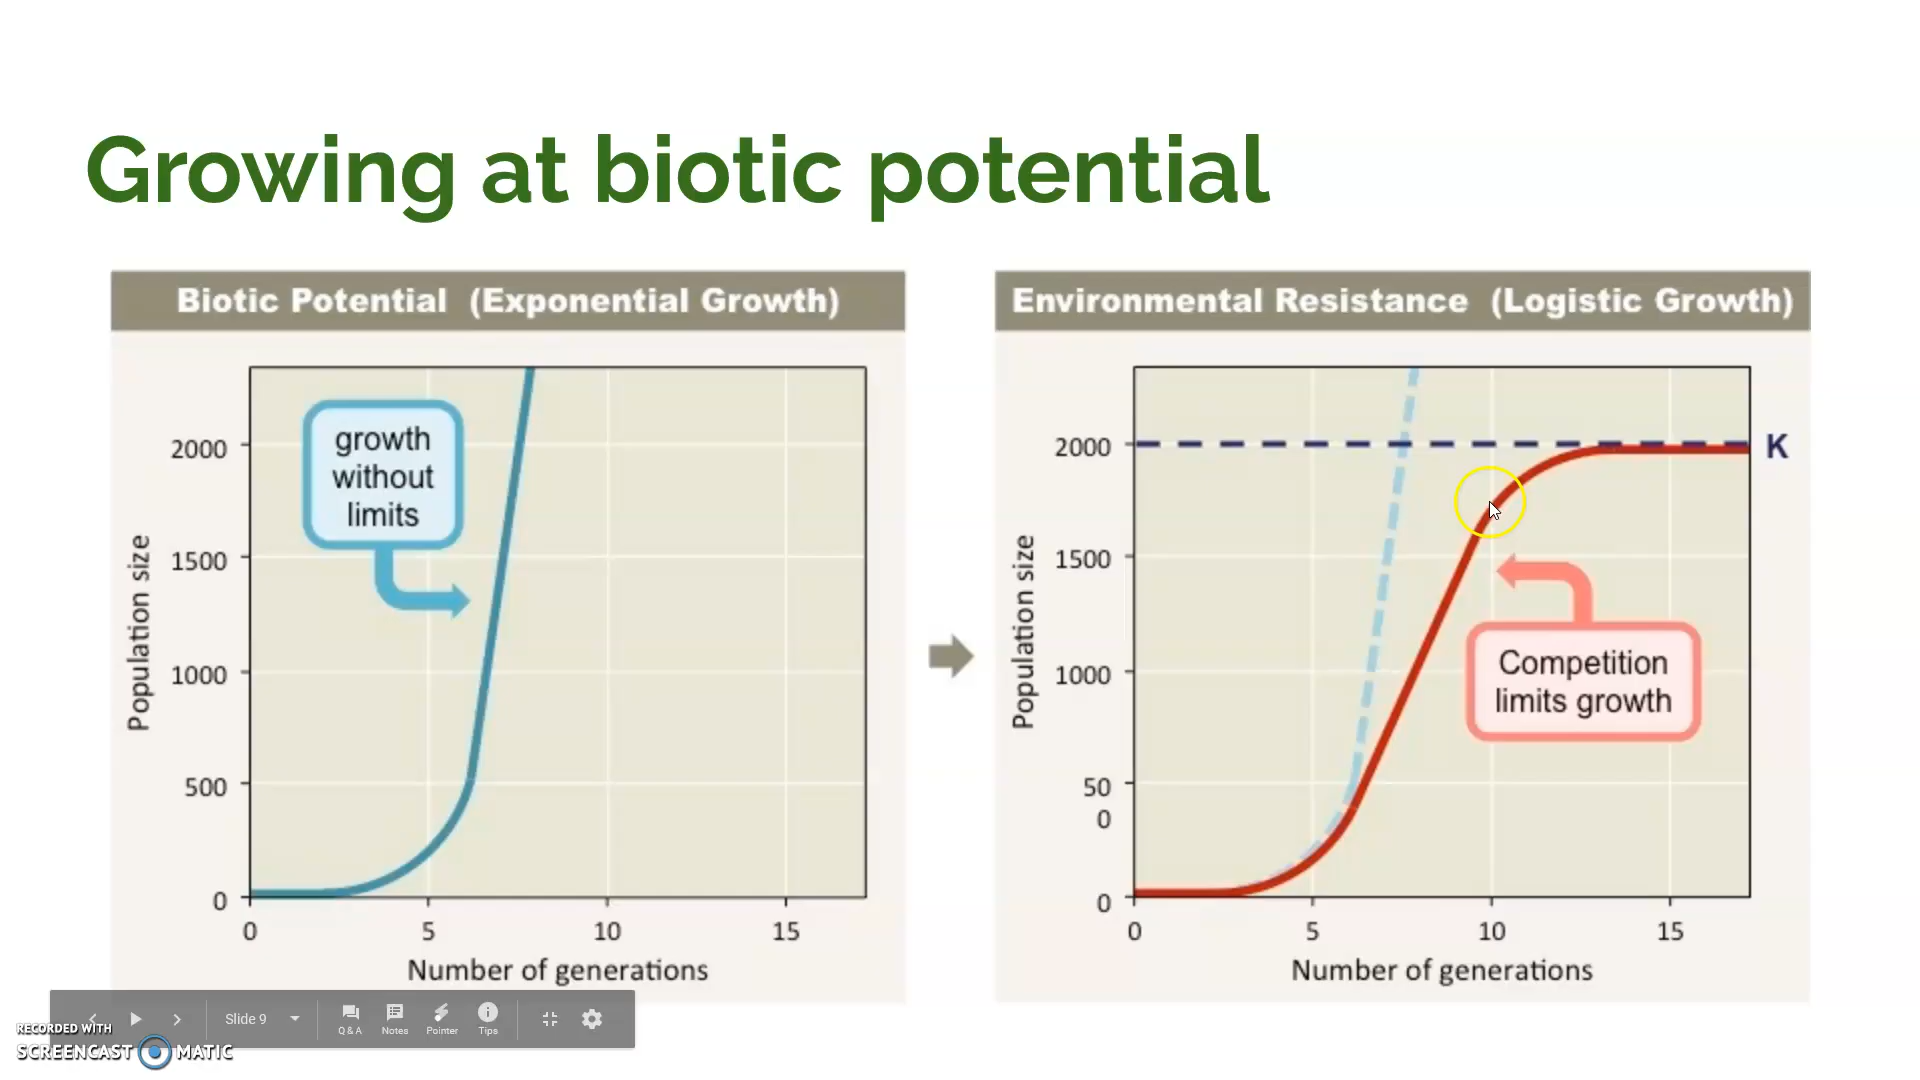 Growing at biotic potential
Biotic Potential (Exponential Growth)
growth
without
limits
Population size
2000
1500
1000
500
0
0 5 10 15
Number of generations
Environmental Resistance (Logistic Growth)
K
Competition
limits growth
Population size
2000
1500
1000
50
0
0
0 5 10 15
Number of generations
Slide 9
Q & A Notes Pointer Tips
RECORDED WITH
SCREENCAST MATIC